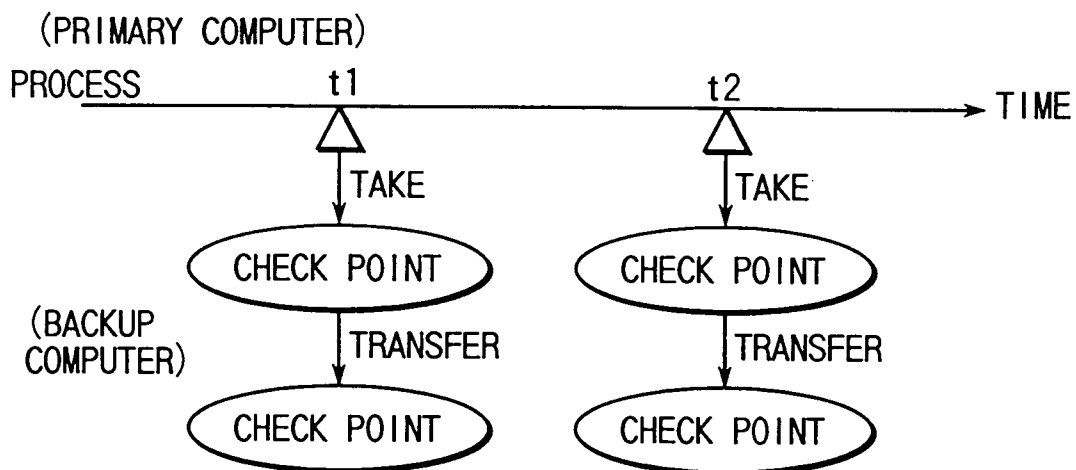 (PRIMARY COMPUTER)
PROCESS t1 t2 TIME
TAKE TAKE
CHECK POINT CHECK POINT
(BACKUP
COMPUTER)
TRANSFER TRANSFER
CHECK POINT CHECK POINT